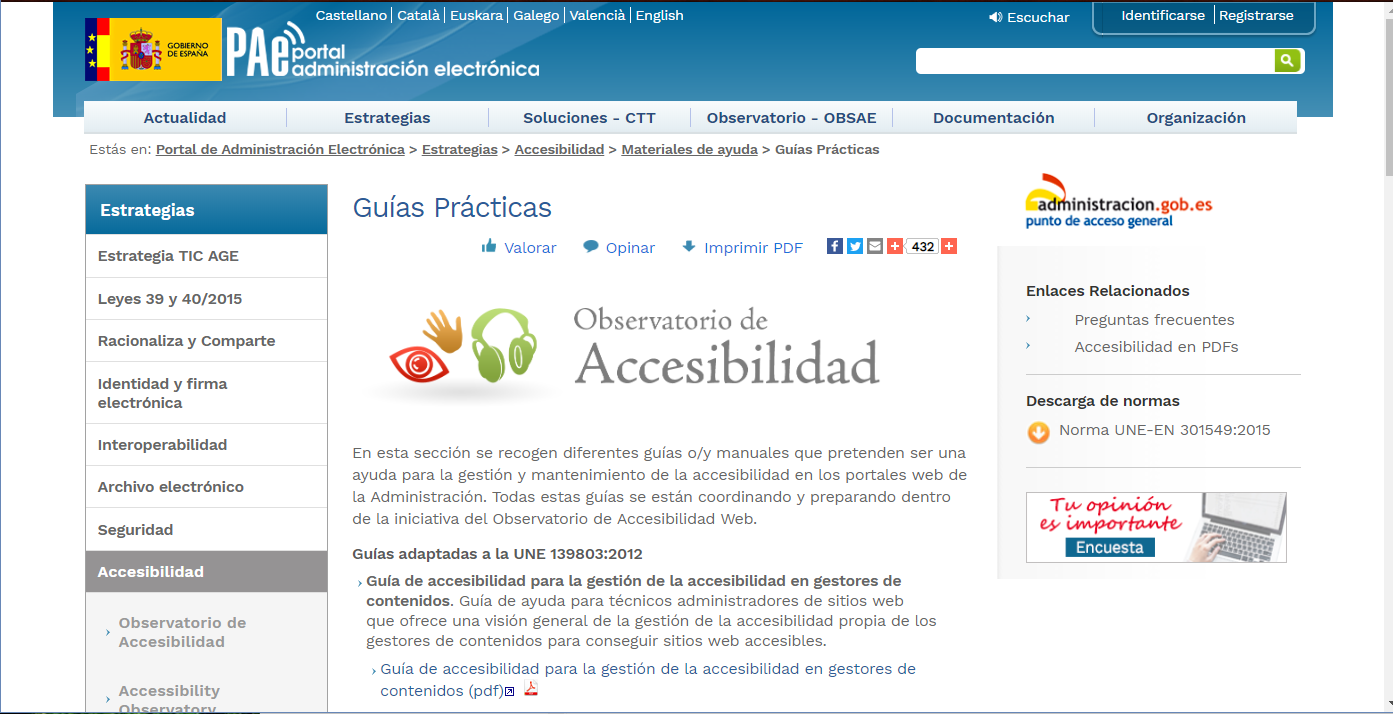 Castellano Català Euskara Galego Valencià English
Escuchar
Identificarse Registrarse
GOBIERNO
DE ESPAÑA
PAe portal
administración electrónica
Actualidad
Estrategias
Soluciones - CTT
Observatorio - OBSAE
Documentación
Organización
Estás en: Portal de Administración Electrónica > Estrategias > Accesibilidad > Materiales de ayuda > Guías Prácticas
Estrategias
Estrategia TIC AGE
Leyes 39 y 40/2015
Racionaliza y Comparte
Identidad y firma
electrónica
Interoperabilidad
Archivo electrónico
Seguridad
Accesibilidad
Observatorio de
Accesibilidad
Accessibility
Observatory
Guías Prácticas
Valorar
Opinar
Imprimir PDF
432
Observatorio de
Accesibilidad
En esta sección se recogen diferentes guías o/y manuales que pretenden ser una
ayuda para la gestión y mantenimiento de la accesibilidad en los portales web de
la Administración. Todas estas guías se están coordinando y preparando dentro
de la iniciativa del Observatorio de Accesibilidad Web.
Guías adaptadas a la UNE 139803:2012
Guía de accesibilidad para la gestión de la accesibilidad en gestores de
contenidos. Guía de ayuda para técnicos administradores de sitios web
que ofrece una visión general de la gestión de la accesibilidad propia de los
gestores de contenidos para conseguir sitios web accesibles.
Guía de accesibilidad para la gestión de la accesibilidad en gestores de
contenidos (pdf)
administracion.gob.es
punto de acceso general
Enlaces Relacionados
Preguntas frecuentes
Accesibilidad en PDFs
Descarga de normas
Norma UNE-EN 301549:2015
Tu opinión
es importante
Encuesta